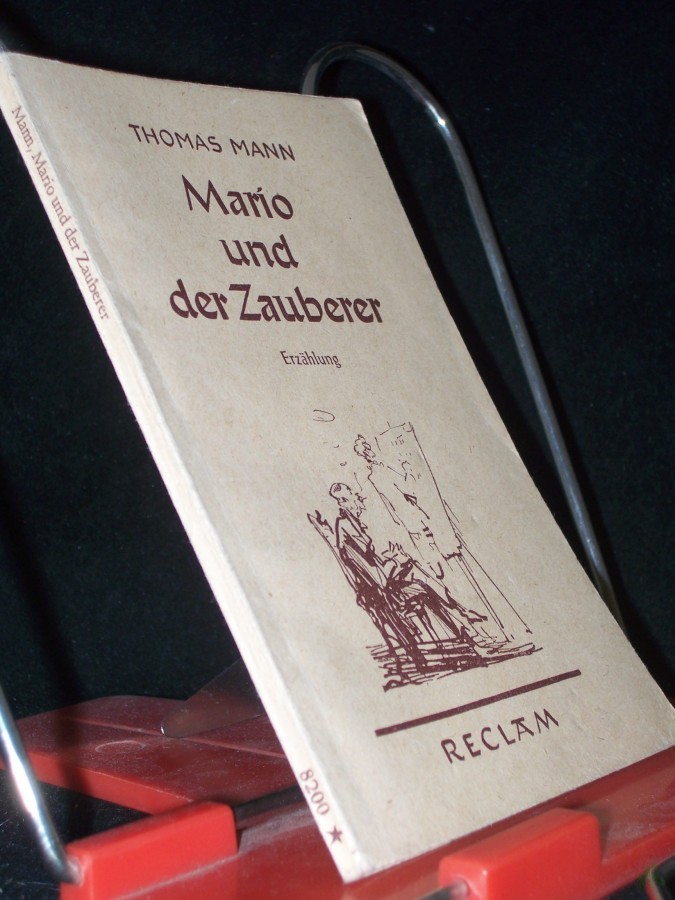 THOMAS MANN
Mario
und
der Zauberer
Erzählung
RECLAM
Mann, Mario und der Zauberer
8200 ★